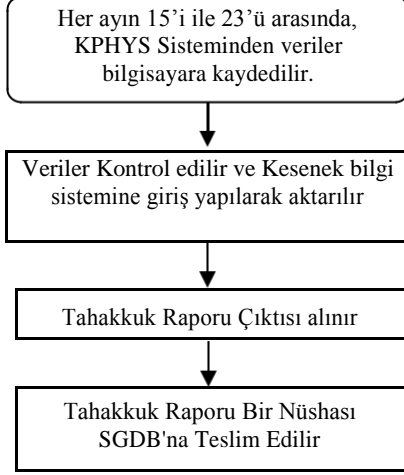 Her ayın 15’i ile 23’ü arasında,
KPHYS Sisteminden veriler
bilgisayara kaydedilir.
Veriler Kontrol edilir ve Kesenek bilgi
sistemine giriş yapılarak aktarılır
Tahakkuk Raporu Çıktısı alınır
Tahakkuk Raporu Bir Nüshası
SGDB'na Teslim Edilir